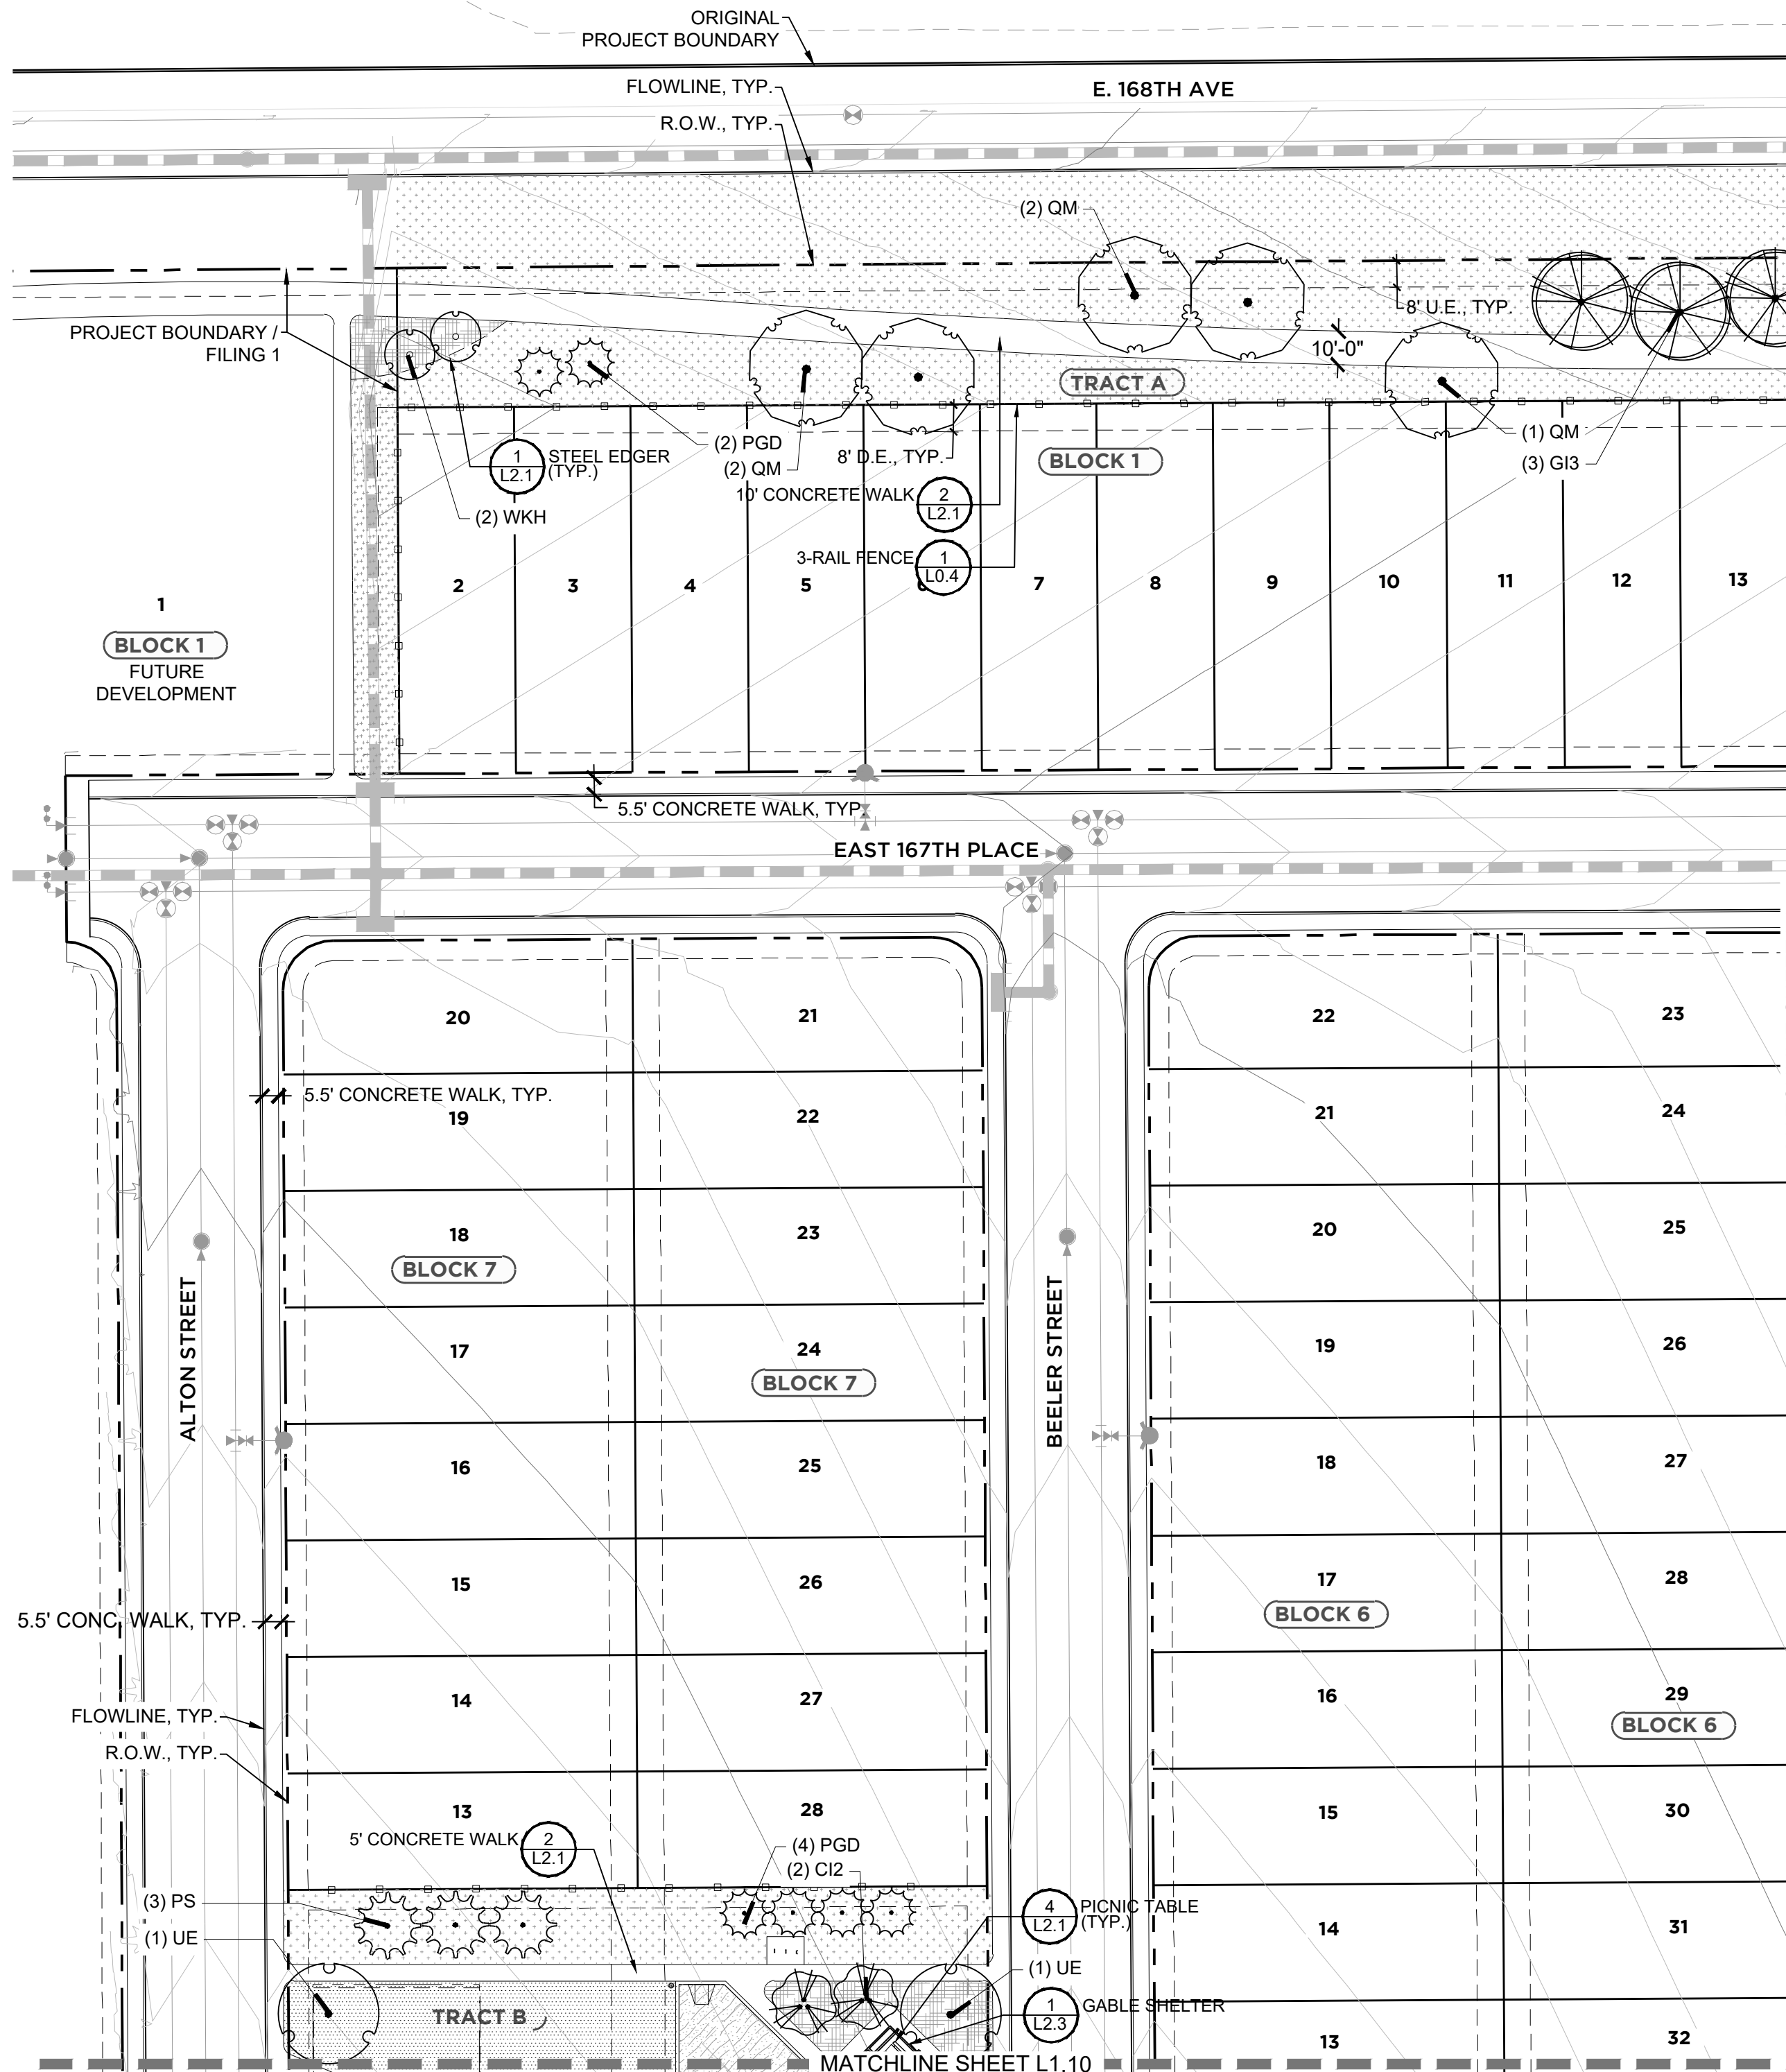 ORIGINAL
PROJECT BOUNDARY
FLOWLINE, TYP.
E. 168TH AVE
R.O.W., TYP.
(2) QM
PROJECT BOUNDARY /
FILING 1
8' U.E., TYP.
10'-0"
TRACT A
(2) PGD
(2) QM
8' D.E., TYP.
BLOCK 1
(1) QM
(3) GI3
1
L2.1
STEEL EDGER
(TYP.)
10' CONCRETE WALK
2
L2.1
(2) WKH
3-RAIL FENCE
1
L0.4
1
BLOCK 1
FUTURE
DEVELOPMENT
2
3
4
5
6
7
8
9
10
11
12
13
5.5' CONCRETE WALK, TYP.
EAST 167TH PLACE
20
21
22
23
5.5' CONCRETE WALK, TYP.
19
22
21
24
18
BLOCK 7
23
20
25
ALTON STREET
BEELER STREET
17
24
BLOCK 7
19
26
16
25
18
27
15
26
17
BLOCK 6
28
5.5' CONC. WALK, TYP.
14
27
16
29
BLOCK 6
FLOWLINE, TYP.
R.O.W., TYP.
13
28
15
30
5' CONCRETE WALK
2
L2.1
(4) PGD
(2) CI2
(3) PS
(1) UE
4
L2.1
PICNIC TABLE
(TYP.)
14
31
(1) UE
1
L2.3
GABLE SHELTER
TRACT B
13
32
MATCHLINE SHEET L1.10